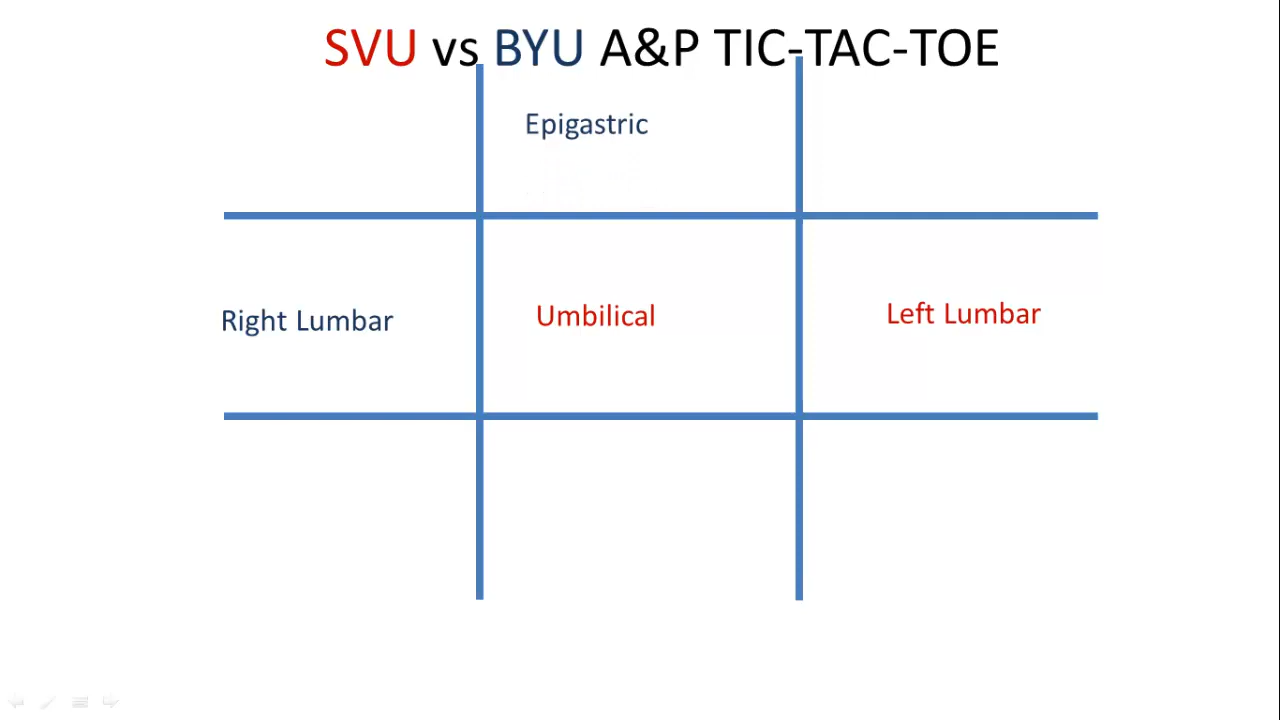 SVU vs BYU A&P TIC-TAC-TOE
Epigastric
Right Lumbar
Umbilical
Left Lumbar